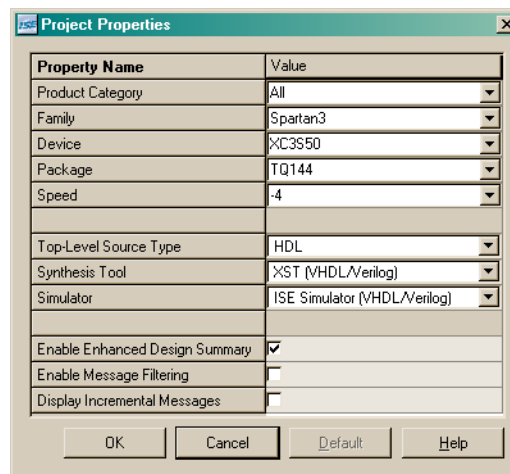 ISE Project Properties
Property Name Value
Product Category All
Family Spartan3
Device XC3S50
Package TQ144
Speed -4
Top-Level Source Type HDL
Synthesis Tool XST (VHDL/Verilog)
Simulator ISE Simulator (VHDL/Verilog)
Enable Enhanced Design Summary
Enable Message Filtering
Display Incremental Messages
OK Cancel Default Help